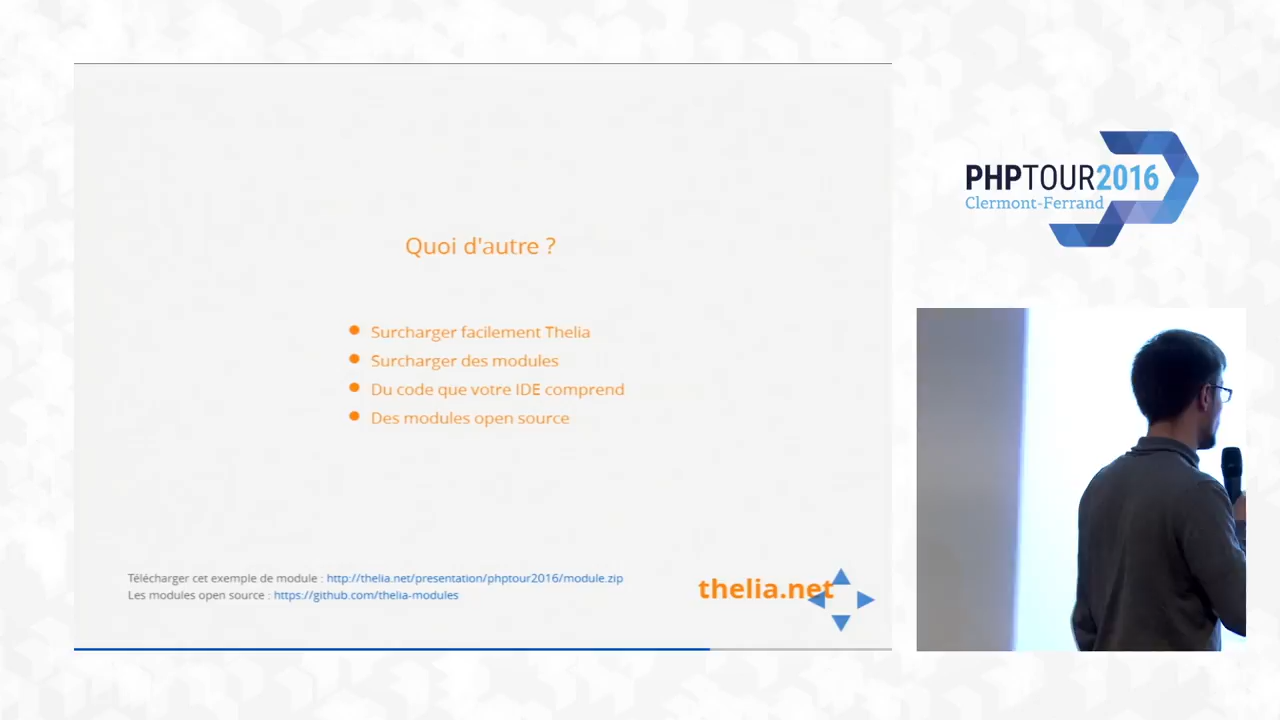 Quoi d'autre ?
Surcharger facilement Thelia
Surcharger des modules
Du code que votre IDE comprend
Des modules open source
Télécharger cet exemple de module : http://thelia.net/presentation/phptour2016/module.zip
Les modules open source : https://github.com/thelia-modules
thelia.net
PHPTOUR2016
Clermont-Ferrand